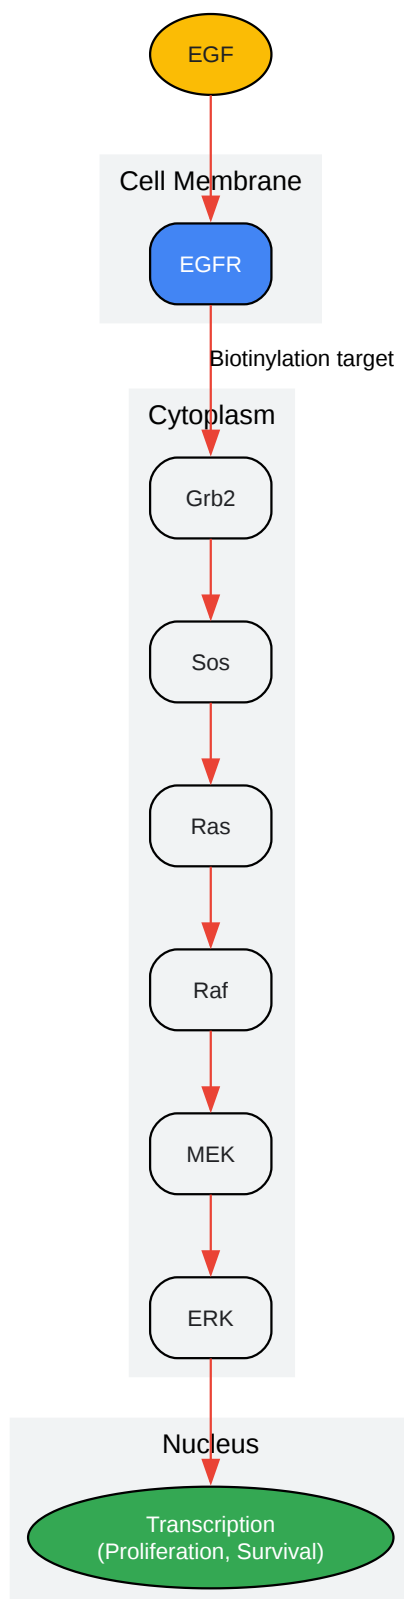 EGF
Cell Membrane
EGFR
Biotinylation target
Cytoplasm
Grb2
Sos
Ras
Raf
MEK
ERK
Nucleus
Transcription
(Proliferation, Survival)